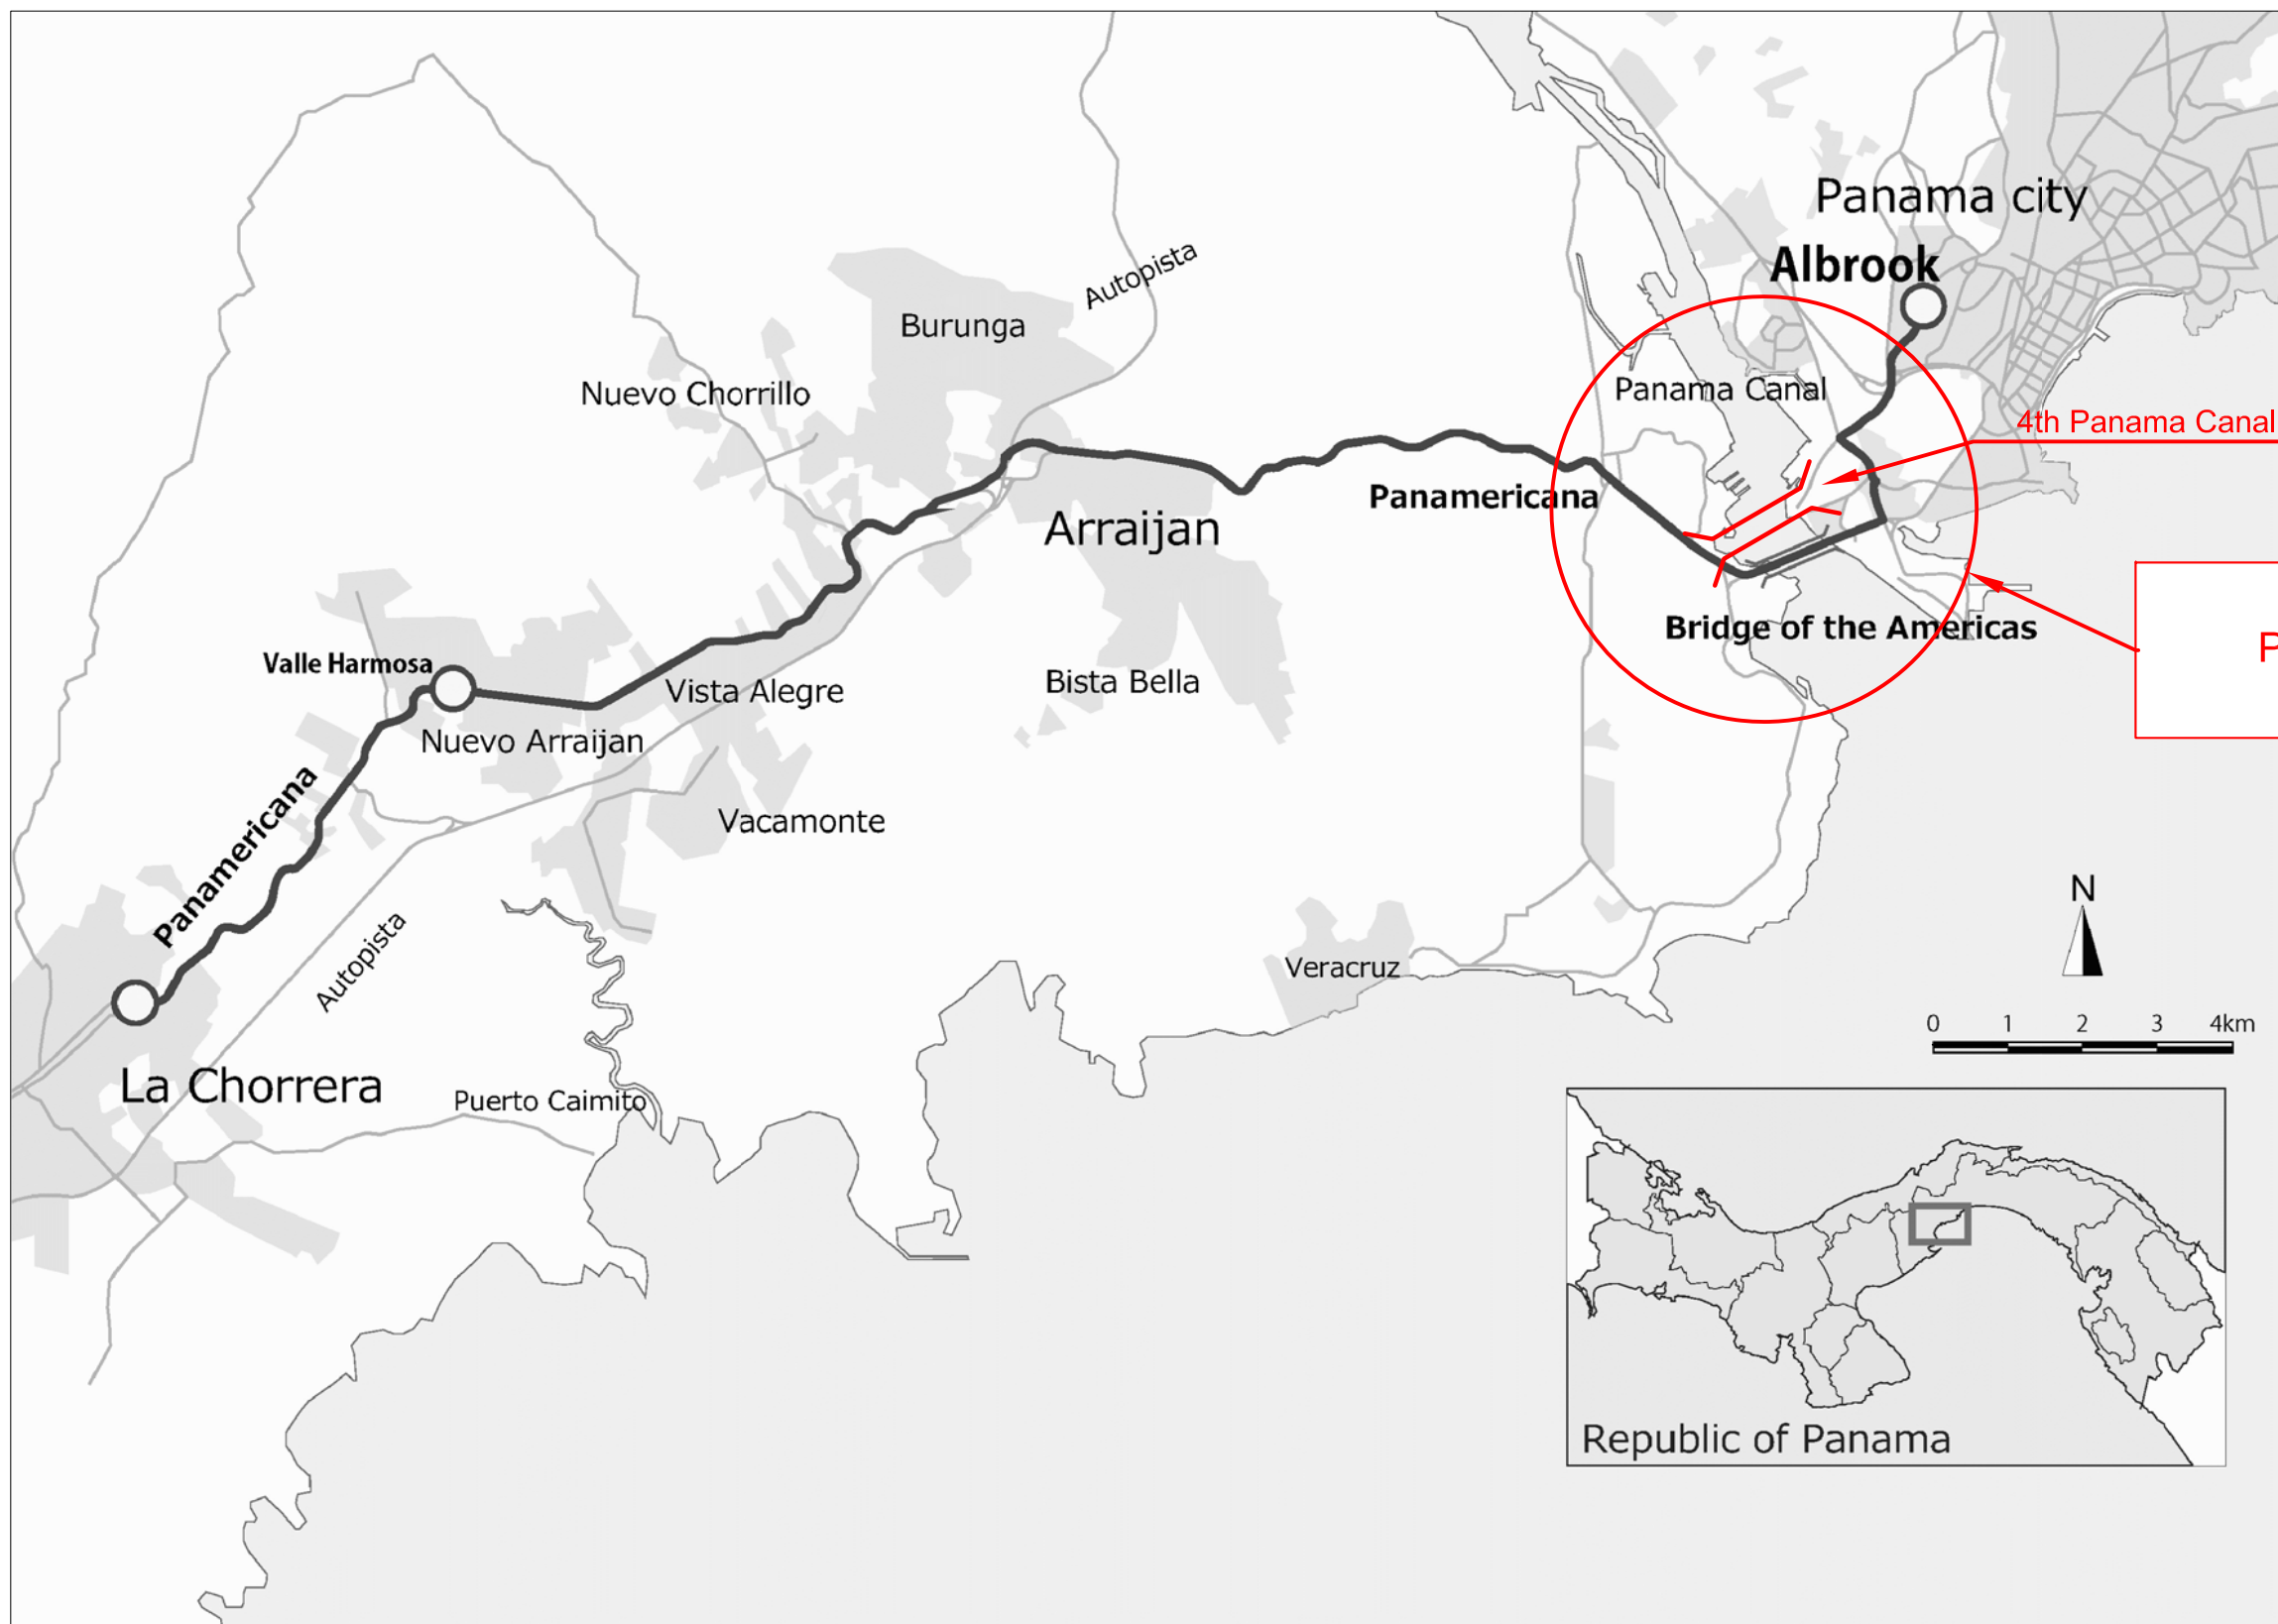 Panama city
Albrook
Autopista
Burunga
Nuevo Chorrillo
Panama Canal
4th Panama Canal
Panamericana
Arraijan
Bridge of the Americas
P
Valle Harmosa
Vista Alegre
Bista Bella
Nuevo Arraijan
Panamericana
Vacamonte
N
Autopista
Veracruz
0 1 2 3 4km
La Chorrera
Puerto Caimito
Republic of Panama